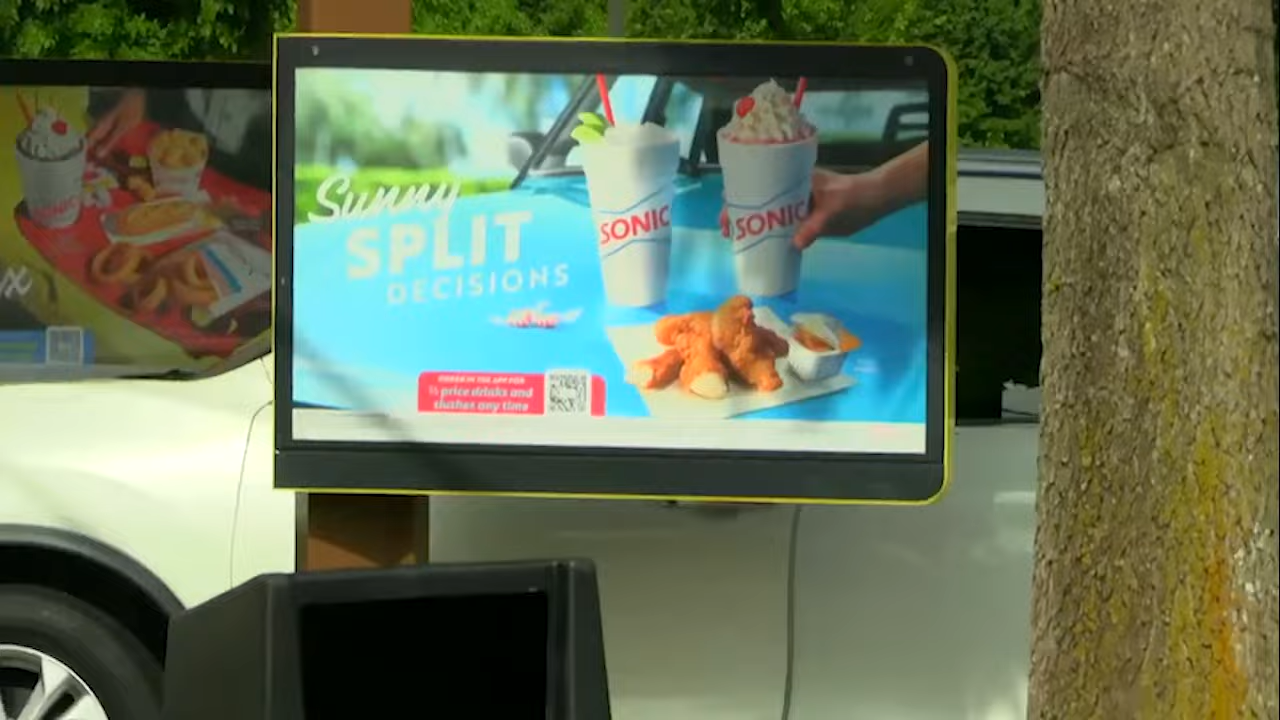 Sunny
SPLIT
DECISIONS
SONIC
SONIC
ORDER IN THE APP FOR
½ price drinks and
slushes any time